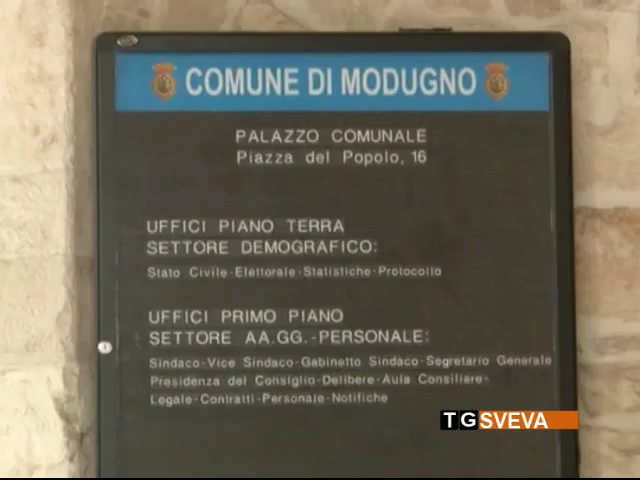 COMUNE DI MODUGNO
PALAZZO COMUNALE
Piazza del Popolo, 16
UFFICI PIANO TERRA
SETTORE DEMOGRAFICO:
Stato Civile-Elettorale-Statistiche-Protocollo
UFFICI PRIMO PIANO
SETTORE AA.GG.-PERSONALE:
Sindaco-Vice Sindaco-Gabinetto Sindaco-Segretario Generale
Presidenza del Consiglio-Delibere-Aula Consiliare-
Legale-Contratti-Personale-Notifiche
TGSVEVA